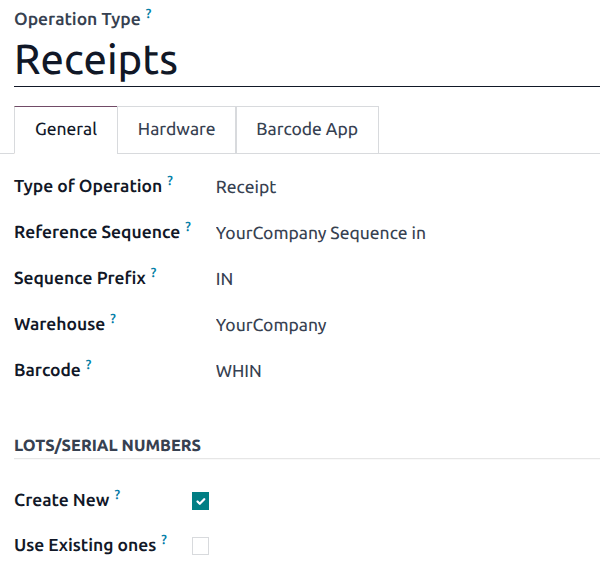 Operation Type ?
Receipts
General Hardware Barcode App
Type of Operation ? Receipt
Reference Sequence ? YourCompany Sequence in
Sequence Prefix ? IN
Warehouse ? YourCompany
Barcode ? WHIN
LOTS/SERIAL NUMBERS
Create New ?
Use Existing ones ?